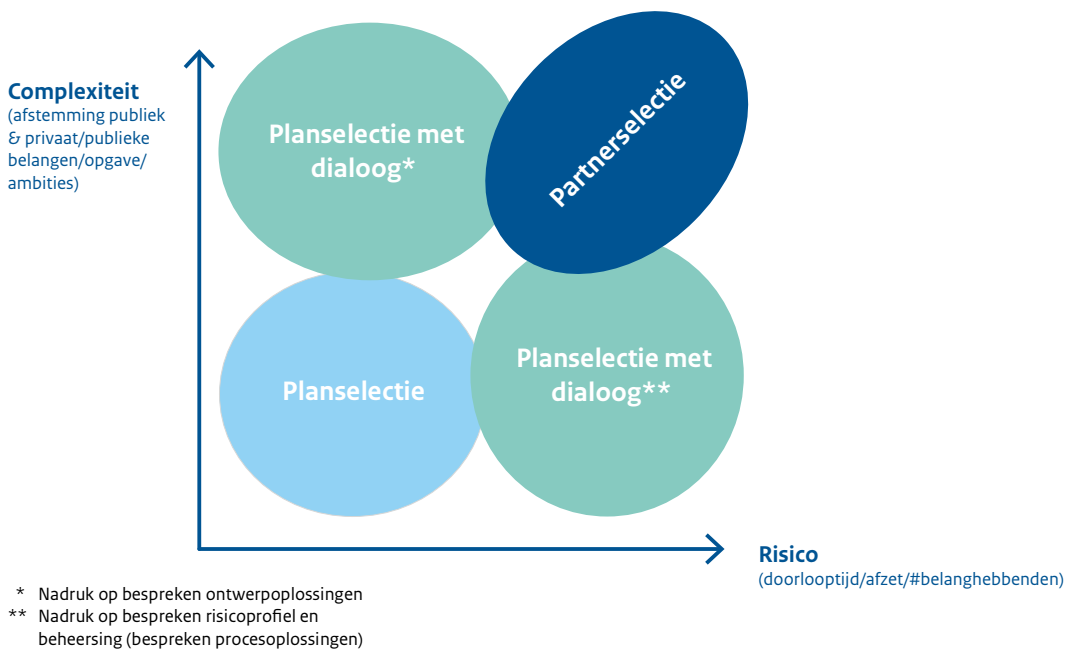 Complexiteit
(afstemming publiek
& privaat/publieke
belangen/opgave/
ambities)
Planselectie met
dialoog*
Partnerselectie
Planselectie
Planselectie met
dialoog**
Risico
(doorlooptijd/afzet/#belanghebbenden)
* Nadruk op bespreken ontwerpoplossingen
** Nadruk op bespreken risicoprofiel en
beheersing (bespreken procesoplossingen)